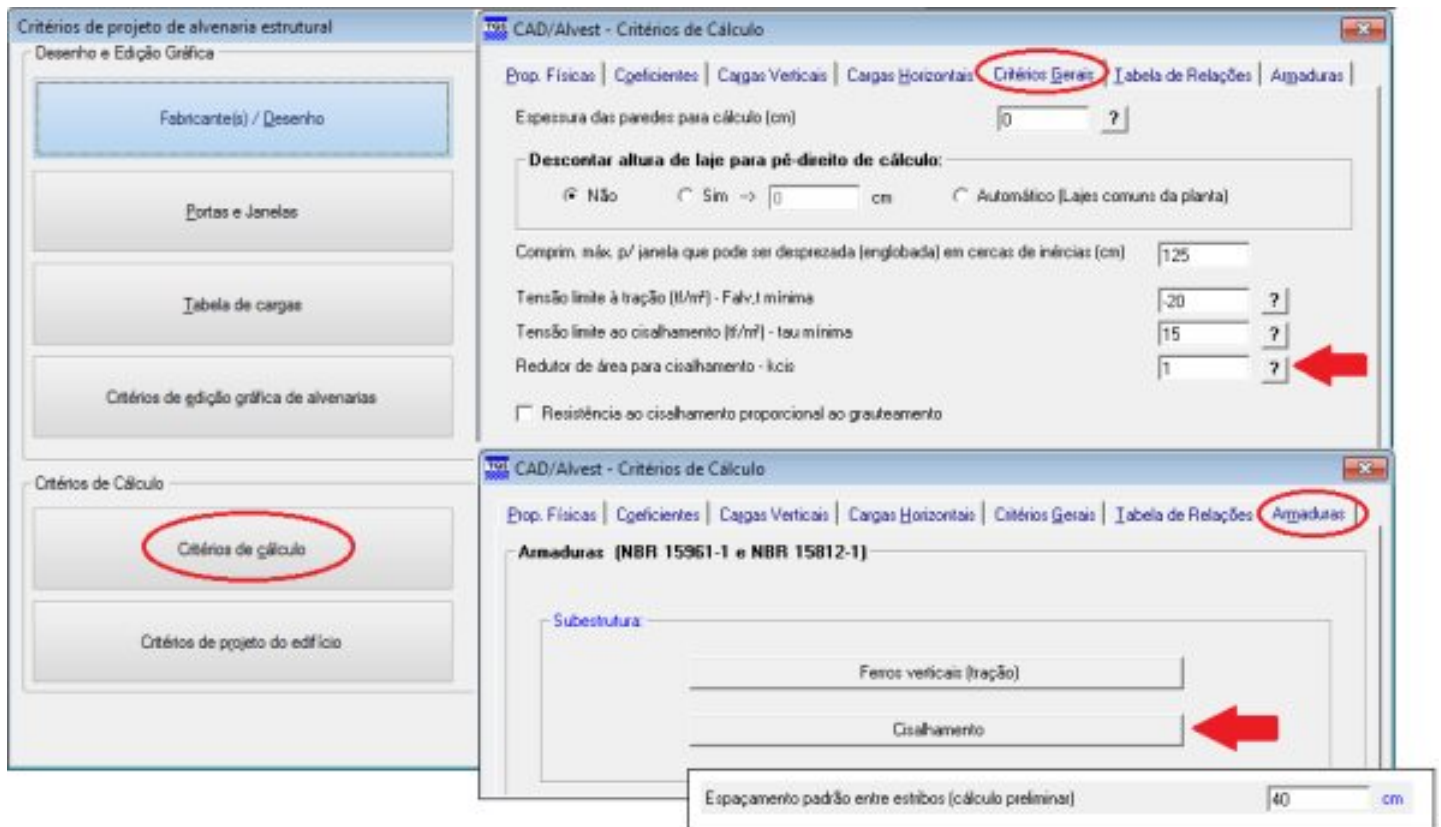 Critérios de projeto de alvenaria estrutural
Desenho e Edição Gráfica
Fabricante(s) / Desenho
Portas e Janelas
Tabela de cargas
Critérios de edição gráfica de alvenarias
Critérios de Cálculo
Critérios de cálculo
Critérios de projeto do edifício
TQS CAD/Alvest - Critérios de Cálculo
Prop. Físicas | Coeficientes | Cargas Verticais | Cargas Horizontais | Critérios Gerais | Tabela de Relações | Armaduras
Espessura das paredes para cálculo (cm) 0 ?
Descontar altura de laje para pé-direito de cálculo:
Não Sim -> 0 cm Automático (Lajes comuns da planta)
Comprim. máx. p/ janela que pode ser desprezada (englobada) em cercas de inércias (cm) 125
Tensão limite à tração (tf/m²) - Falv,t mínima -20 ?
Tensão limite ao cisalhamento (tf/m²) - tau mínima 15 ?
Redutor de área para cisalhamento - kcis 1 ?
Resistência ao cisalhamento proporcional ao grauteamento
TQS CAD/Alvest - Critérios de Cálculo
Prop. Físicas | Coeficientes | Cargas Verticais | Cargas Horizontais | Critérios Gerais | Tabela de Relações | Armaduras
Armaduras (NBR 15961-1 e NBR 15812-1)
Subestrutura:
Ferros verticais (tração)
Cisalhamento
Espaçamento padrão entre estribos (cálculo preliminar) 40 cm